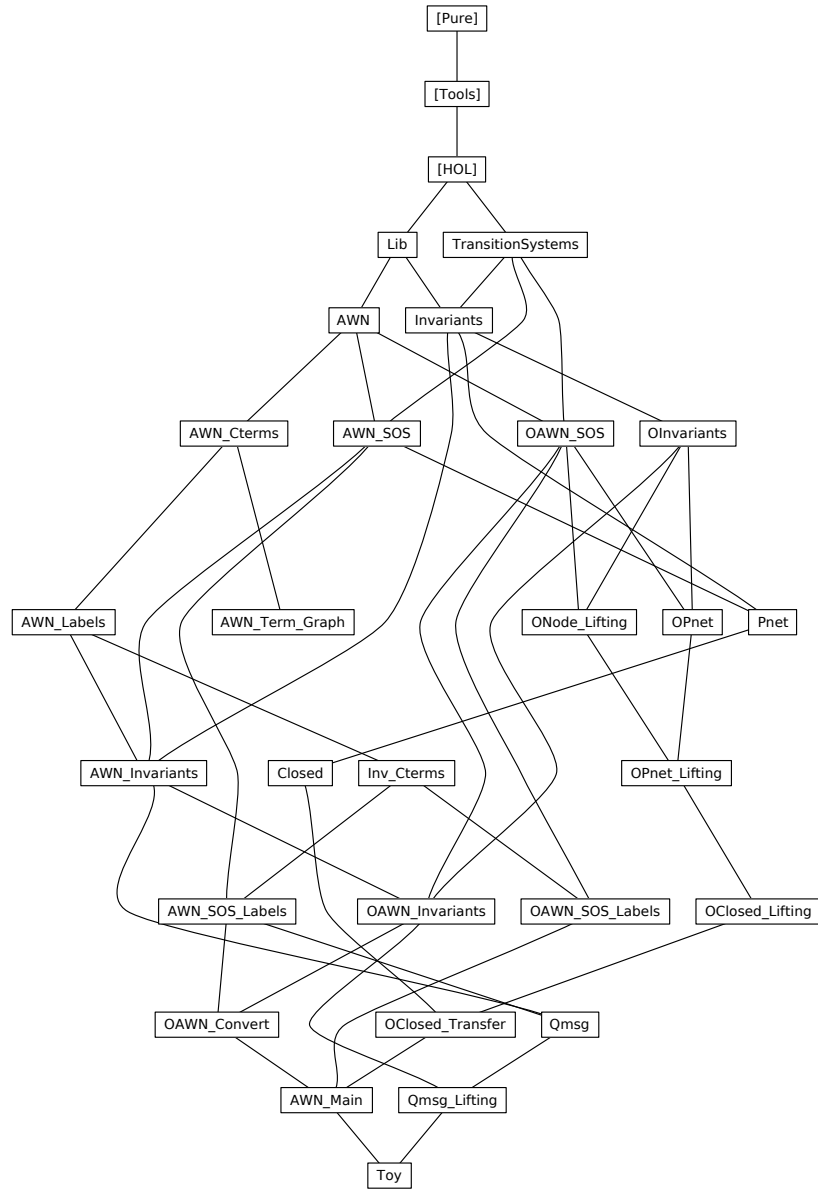 [Pure]
[Tools]
[HOL]
Lib
TransitionSystems
AWN
Invariants
AWN_Cterms
AWN_SOS
OAWN_SOS
OInvariants
AWN_Labels
AWN_Term_Graph
ONode_Lifting
OPnet
Pnet
AWN_Invariants
Closed
Inv_Cterms
OPnet_Lifting
AWN_SOS_Labels
OAWN_Invariants
OAWN_SOS_Labels
OClosed_Lifting
OAWN_Convert
OClosed_Transfer
Qmsg
AWN_Main
Qmsg_Lifting
Toy